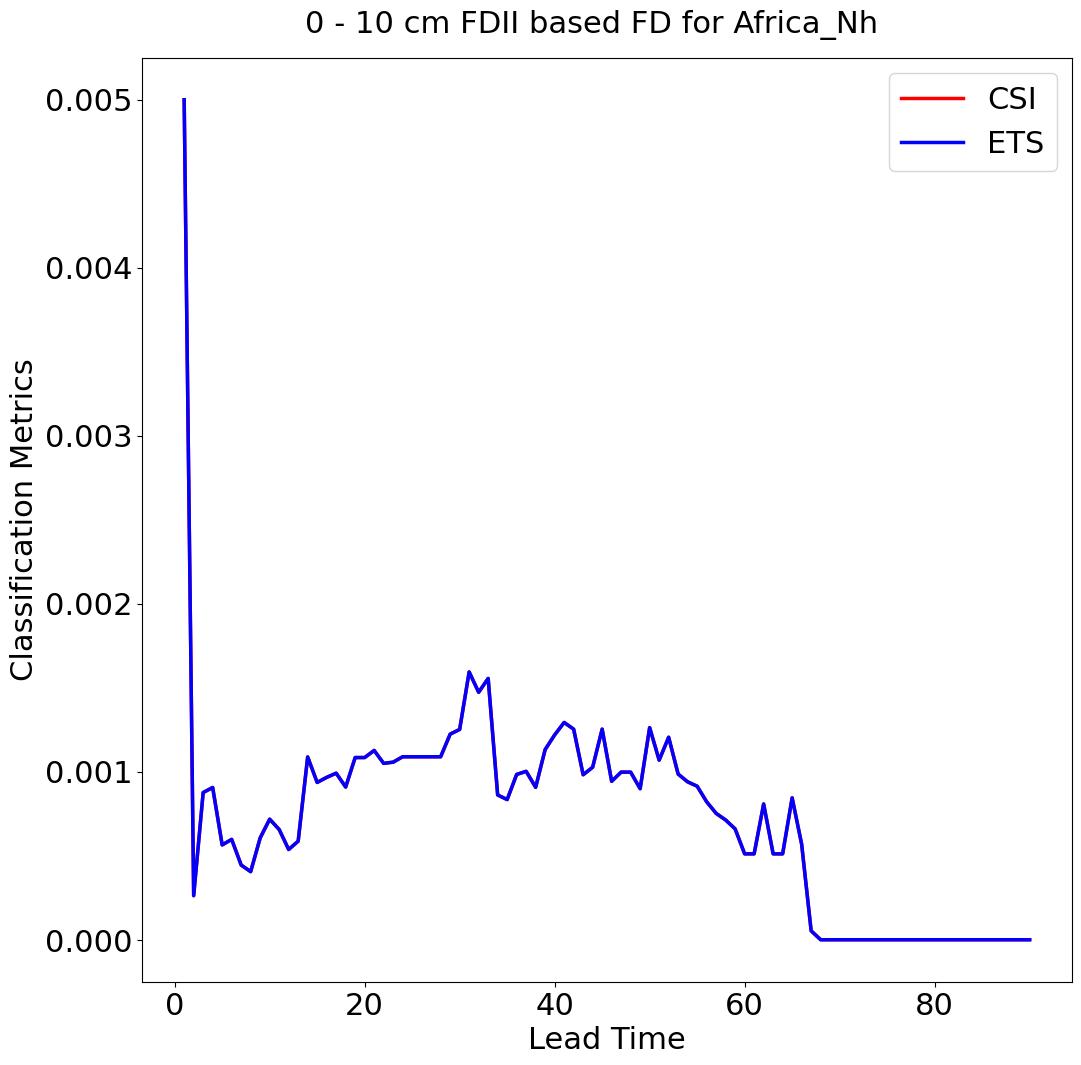 0 - 10 cm FDII based FD for Africa_Nh
CSI
ETS
Classification Metrics
0.005
0.004
0.003
0.002
0.001
0.000
0 20 40 60 80
Lead Time